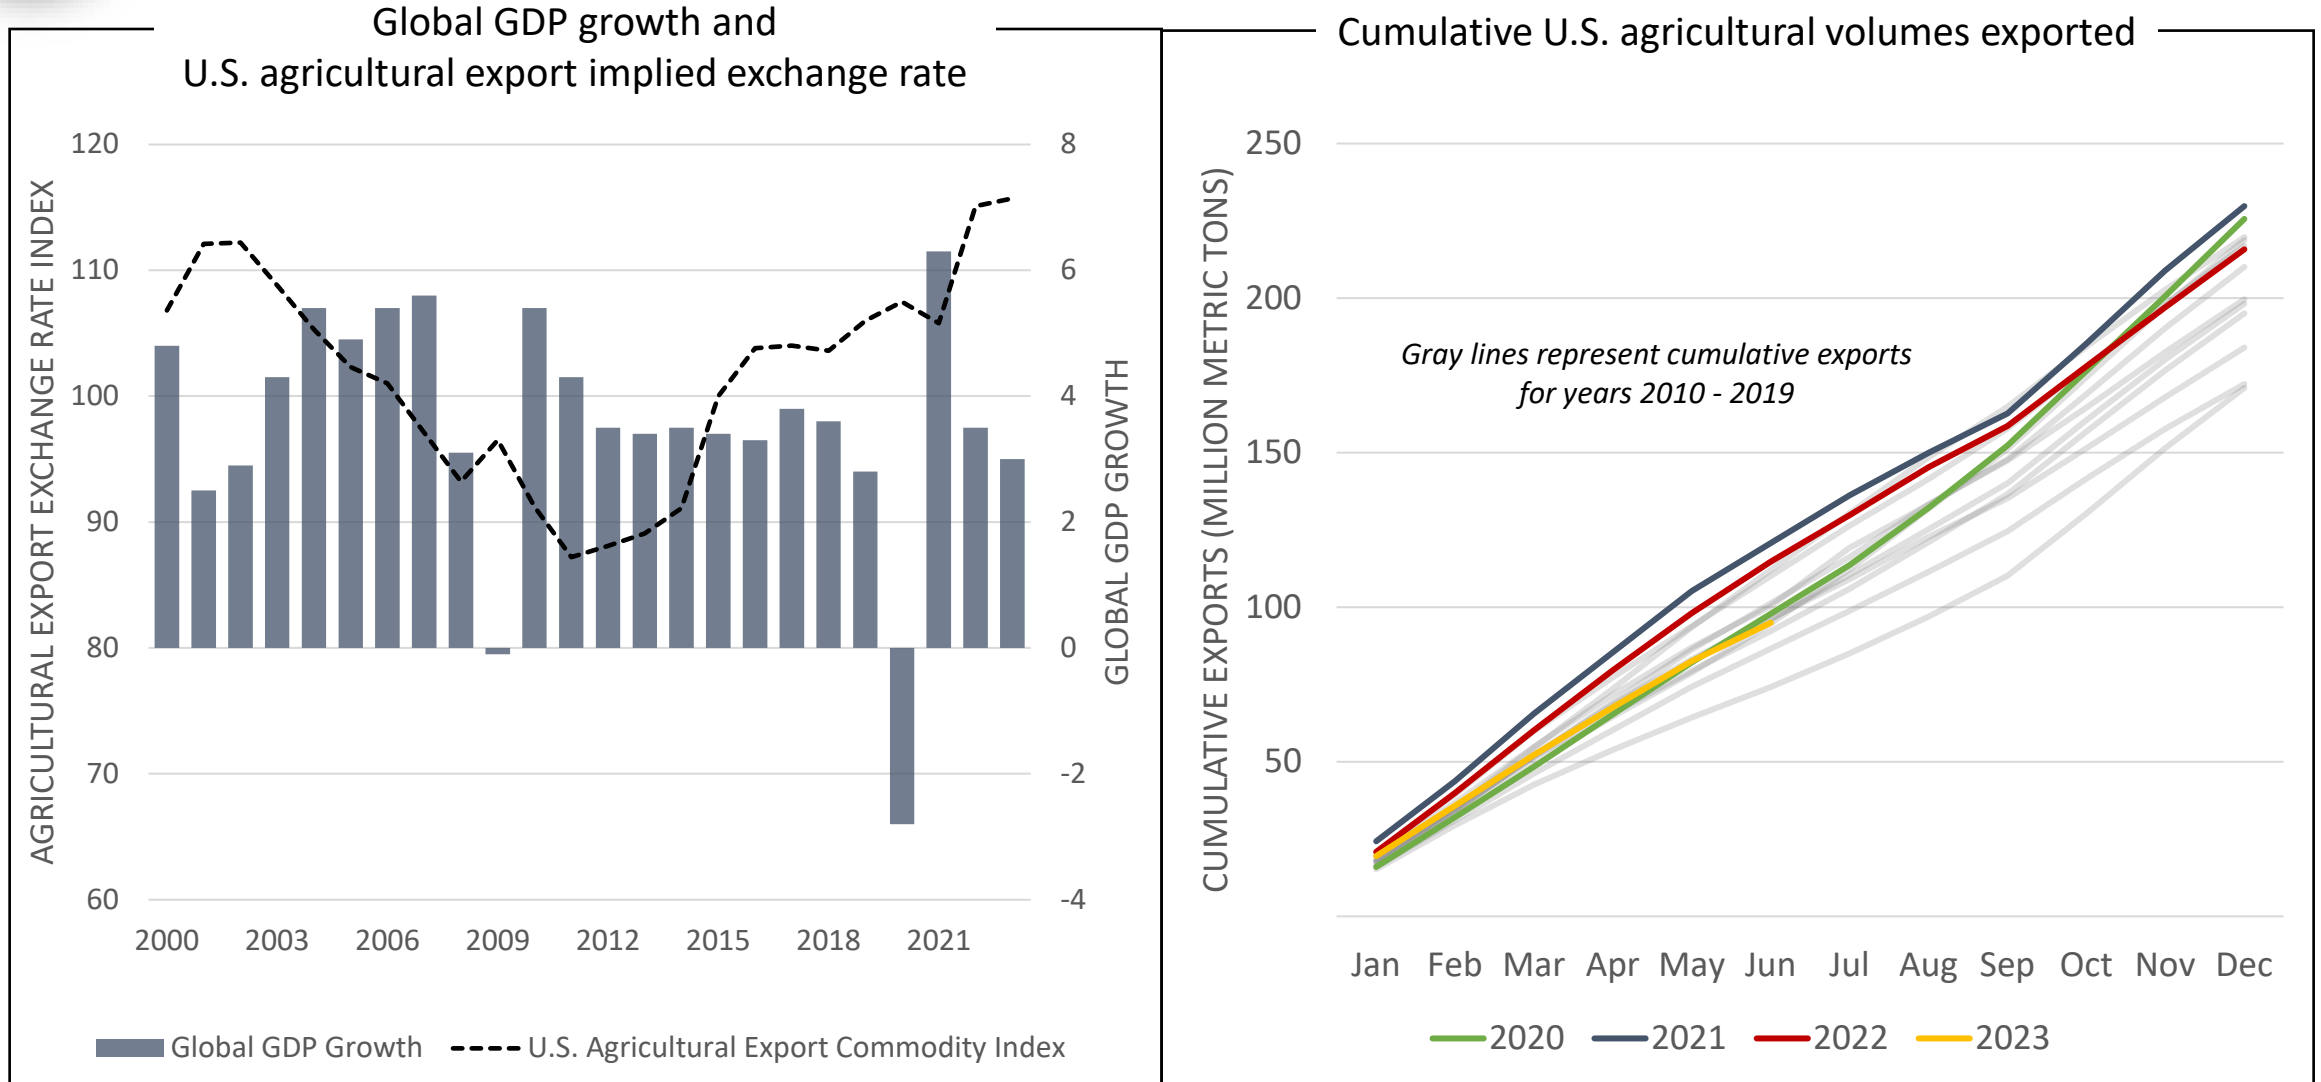 Global GDP growth and
U.S. agricultural export implied exchange rate
AGRICULTURAL EXPORT EXCHANGE RATE INDEX
120
110
100
90
80
70
60
8
6
4
2
0
-2
-4
GLOBAL GDP GROWTH
2000 2003 2006 2009 2012 2015 2018 2021
Global GDP Growth U.S. Agricultural Export Commodity Index
Cumulative U.S. agricultural volumes exported
CUMULATIVE EXPORTS (MILLION METRIC TONS)
250
200
150
100
50
Gray lines represent cumulative exports
for years 2010 - 2019
Jan Feb Mar Apr May Jun Jul Aug Sep Oct Nov Dec
2020 2021 2022 2023